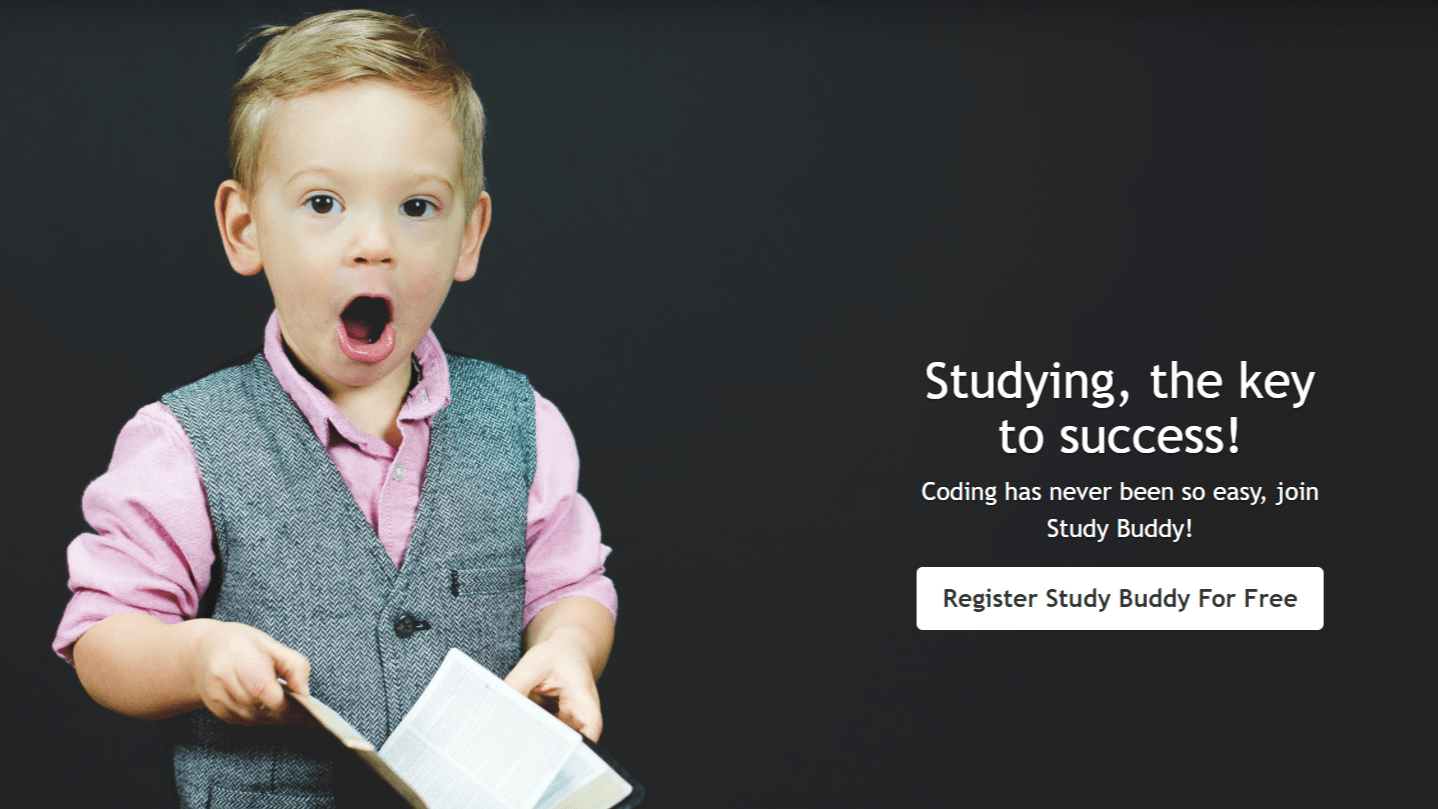 Studying, the key
to success!
Coding has never been so easy, join
Study Buddy!
Register Study Buddy For Free